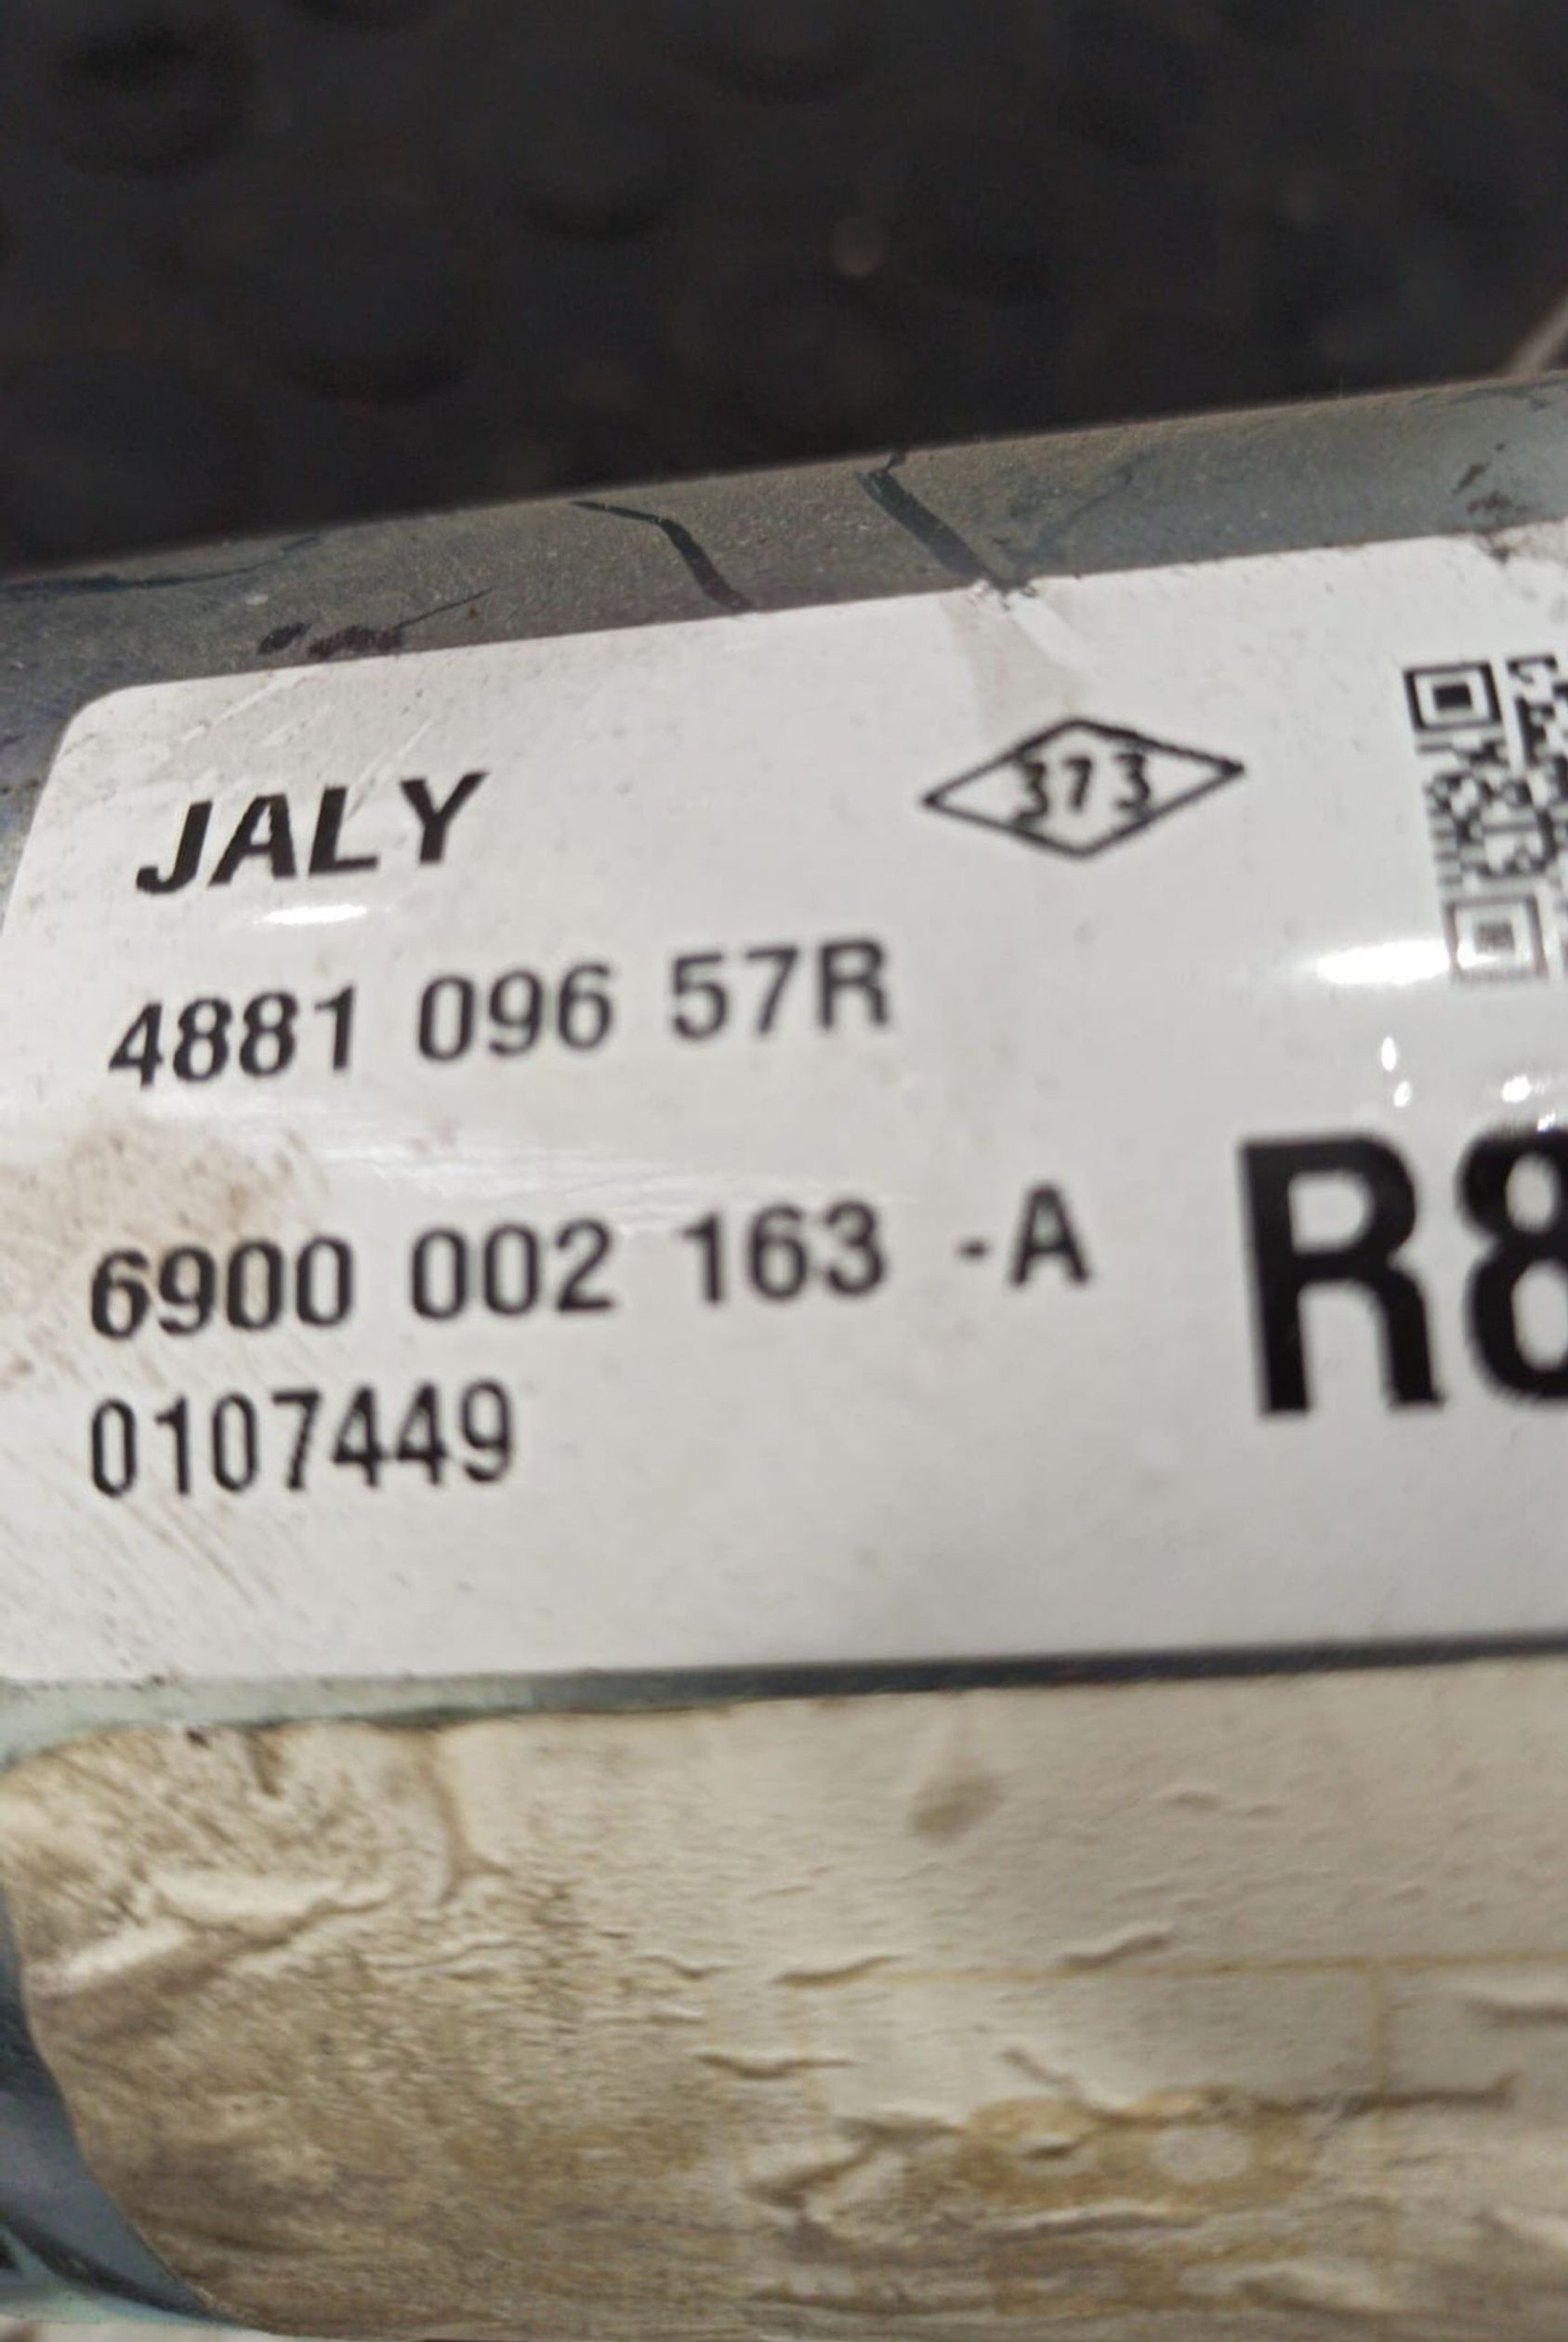 JALY
373
4881 096 57R
6900 002 163 -A
R8
0107449